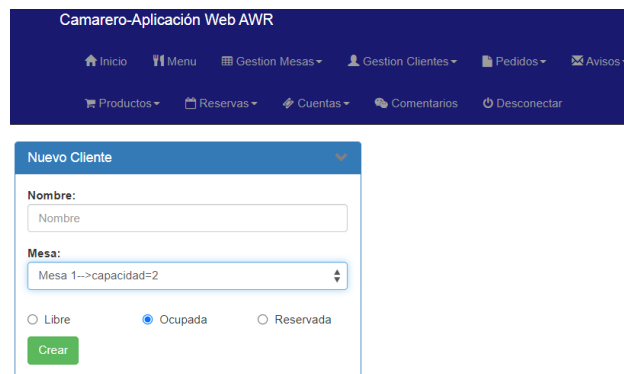 Camarero-Aplicación Web AWR
Inicio Menu Gestion Mesas Gestion Clientes Pedidos Avisos
Productos Reservas Cuentas Comentarios Desconectar
Nuevo Cliente
Nombre:
Nombre
Mesa:
Mesa 1-->capacidad=2
Libre Ocupada Reservada
Crear